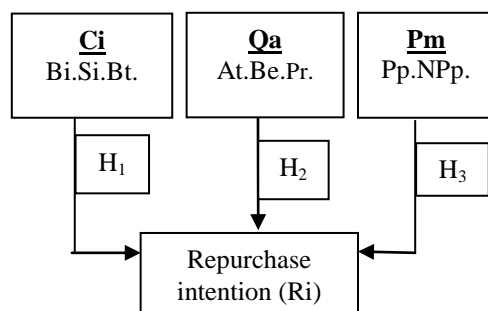 Ci
Bi.Si.Bt.
Qa
At.Be.Pr.
Pm
Pp.NPp.
H₁
H₂
H₃
Repurchase
intention (Ri)